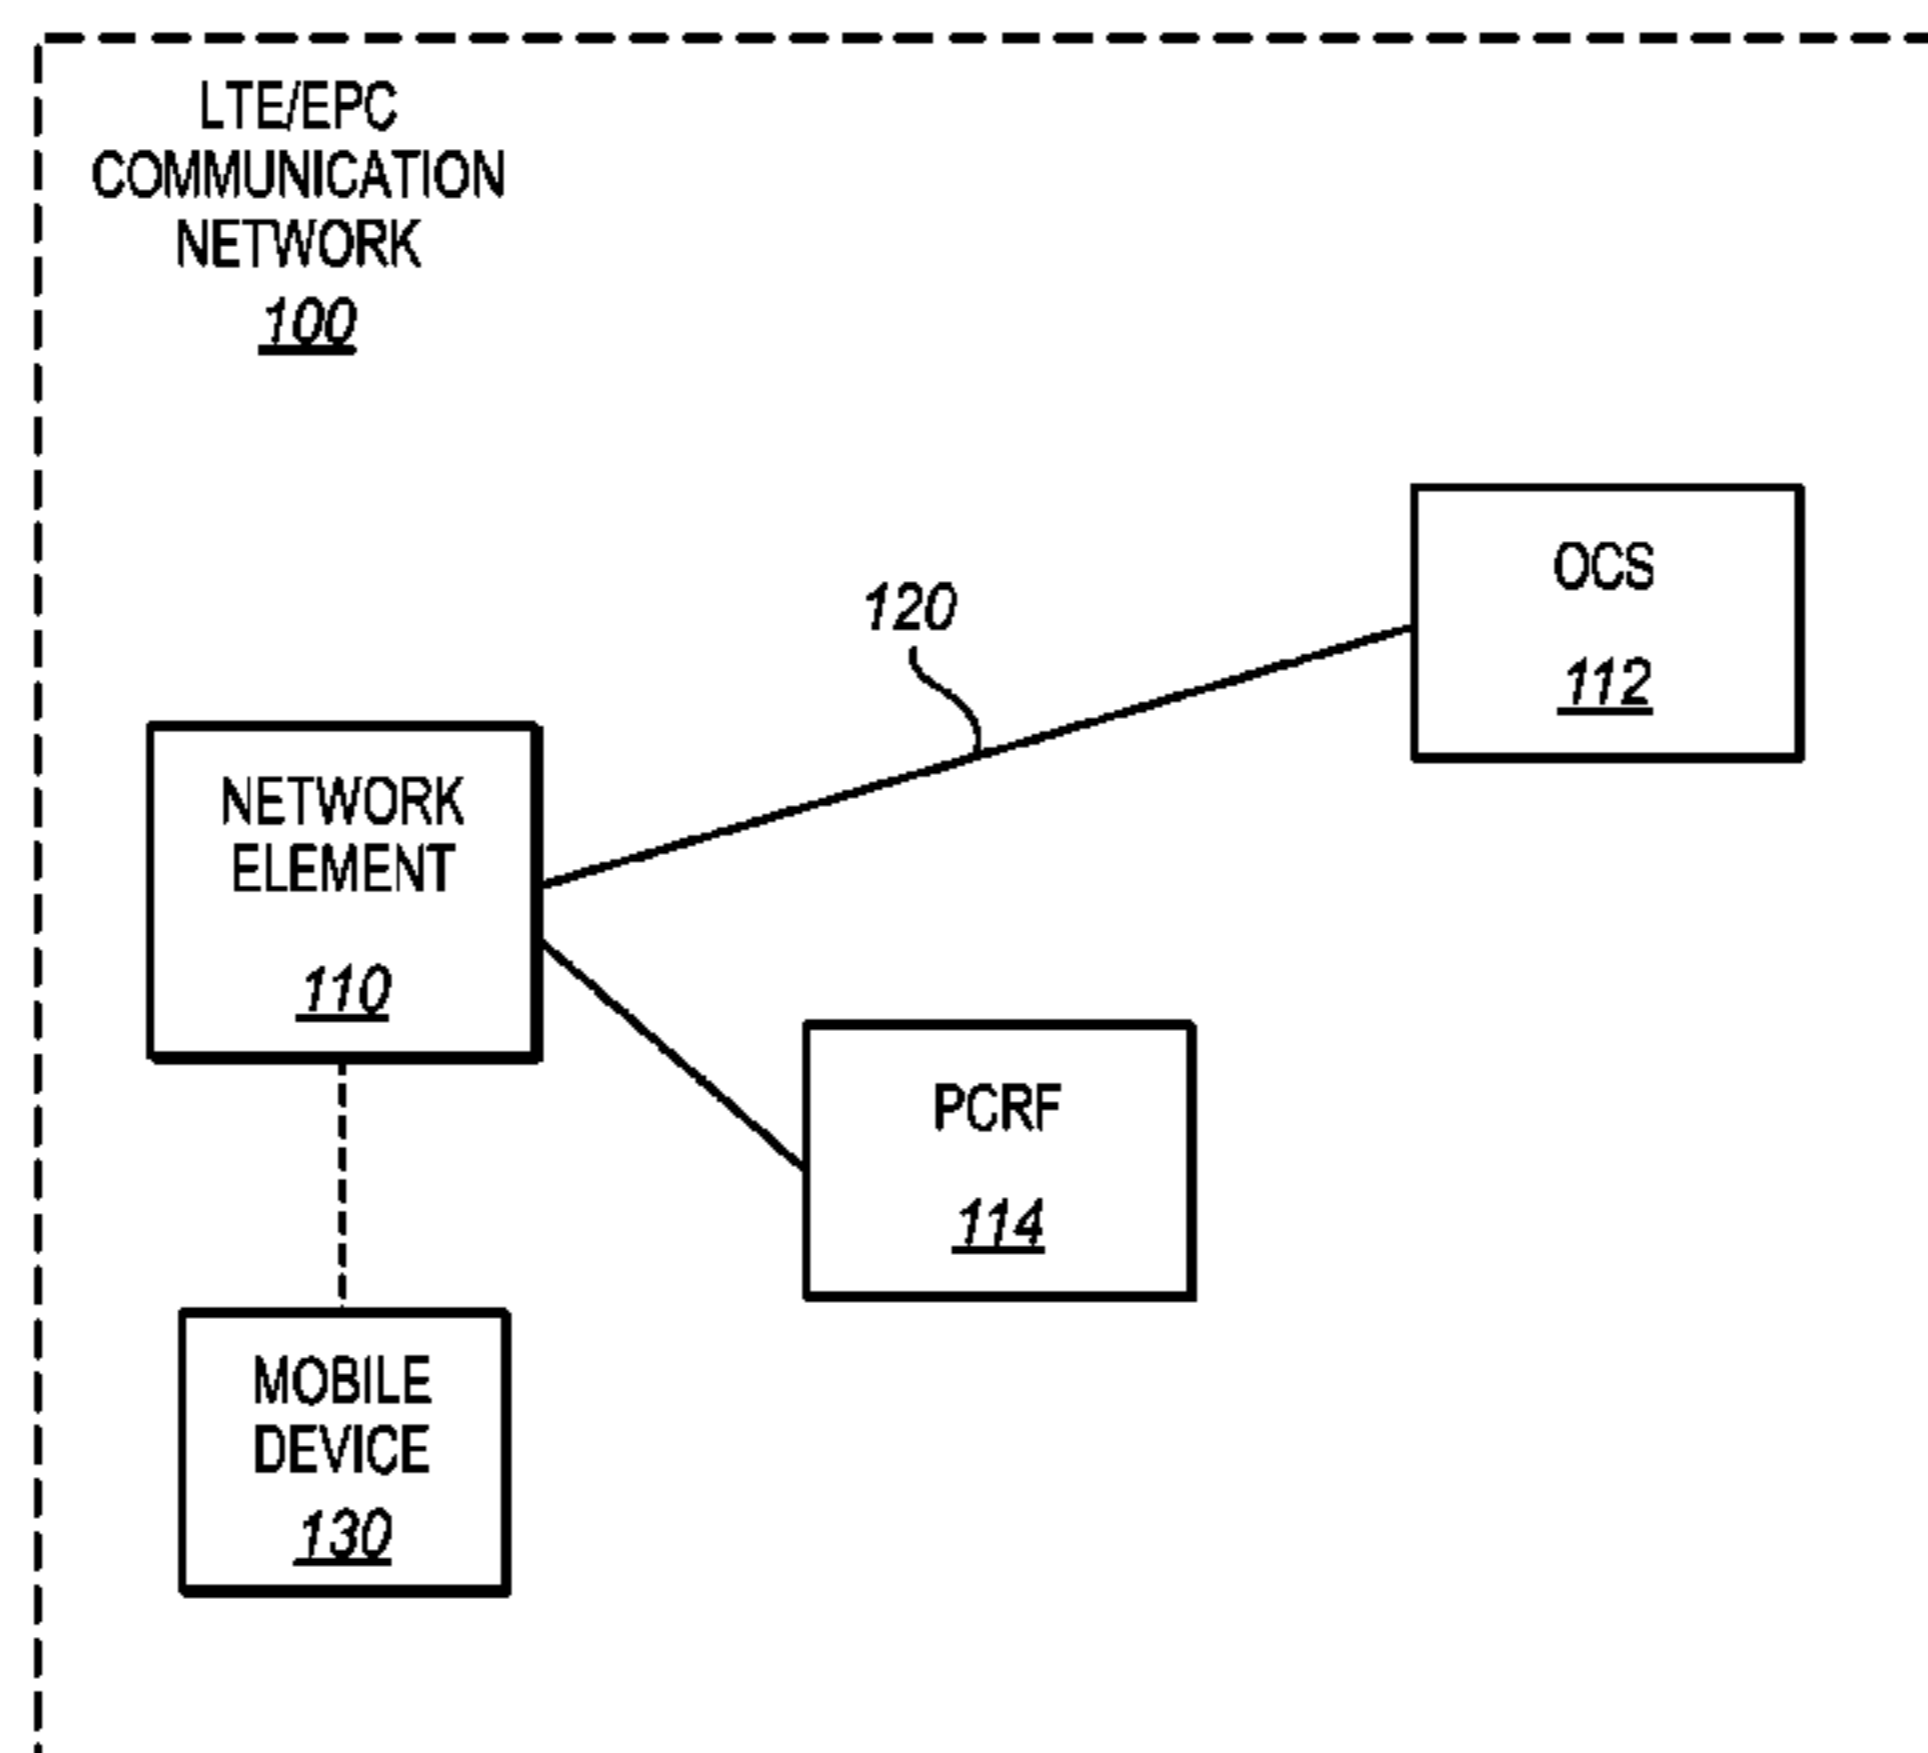 LTE/EPC
COMMUNICATION
NETWORK
100
OCS
112
120
NETWORK
ELEMENT
110
PCRF
114
MOBILE
DEVICE
130